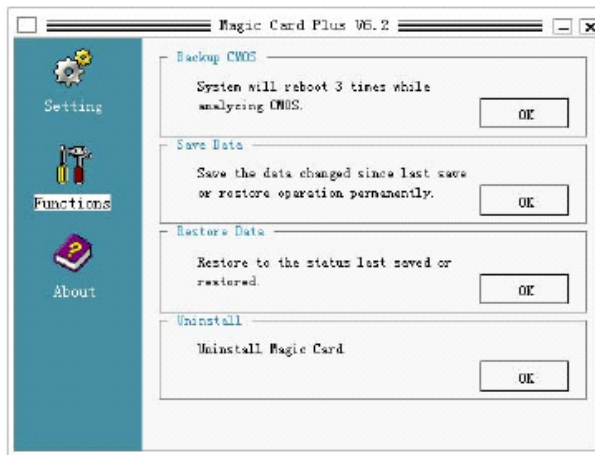 Magic Card Plus V6.2
Setting
Functions
About
Backup CMOS
System will reboot 3 times while
analyzing CMOS.
OK
Save Data
Save the data changed since last save
or restore operation permanently.
OK
Restore Data
Restore to the status last saved or
restored.
OK
Uninstall
Uninstall Magic Card
OK